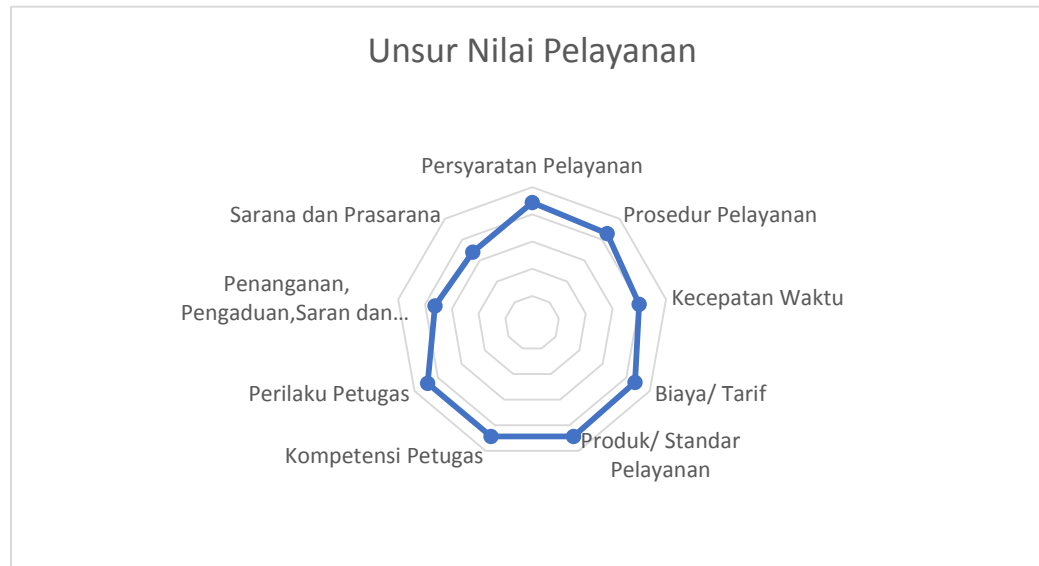 Unsur Nilai Pelayanan
Persyaratan Pelayanan
Prosedur Pelayanan
Kecepatan Waktu
Biaya/ Tarif
Produk/ Standar
Pelayanan
Kompetensi Petugas
Perilaku Petugas
Penanganan,
Pengaduan,Saran dan...
Sarana dan Prasarana